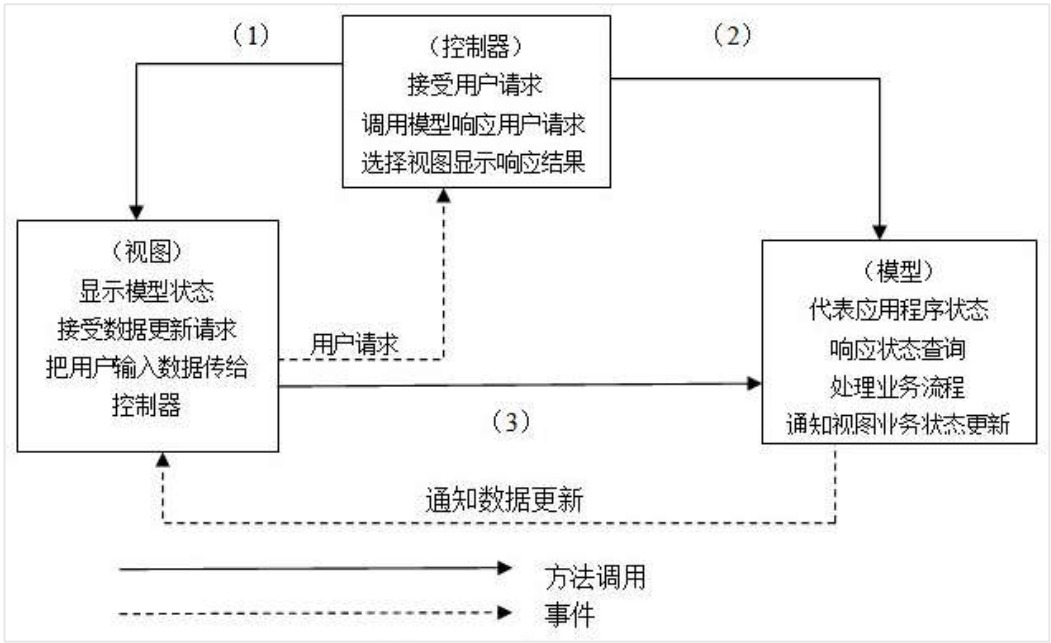 （1）
（2）
（控制器）
接受用户请求
调用模型响应用户请求
选择视图显示响应结果
（视图）
显示模型状态
接受数据更新请求
把用户输入数据传给
控制器
用户请求
（模型）
代表应用程序状态
响应状态查询
处理业务流程
通知视图业务状态更新
（3）
通知数据更新
方法调用
事件